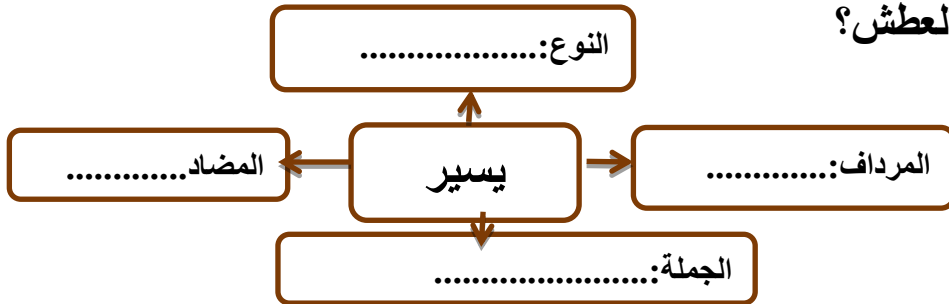 لعطش؟
النوع:...................
المرداف:.............
يسير
المضاد.............
الجملة:.......................